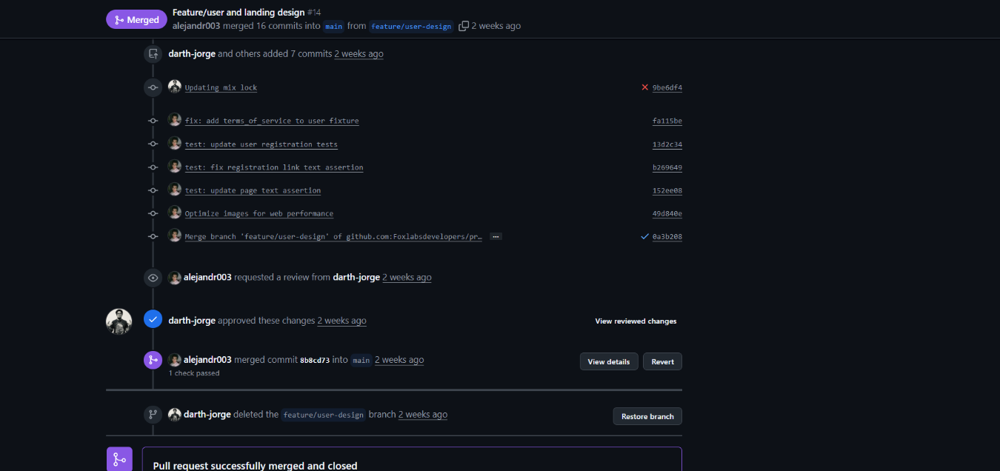 Merged
Feature/user and landing design #14
alejandr003 merged 16 commits into main from feature/user-design 2 weeks ago
darth-jorge and others added 7 commits 2 weeks ago
Updating mix lock 9be6df4
fix: add terms_of_service to user fixture fa115be
test: update user registration tests 13d2c34
test: fix registration link text assertion b269649
test: update page text assertion 152ee08
Optimize images for web performance 49d840e
Merge branch 'feature/user-design' of github.com:Foxlabsdevelopers/pr… … 0a3b208
alejandr003 requested a review from darth-jorge 2 weeks ago
darth-jorge approved these changes 2 weeks ago View reviewed changes
alejandr003 merged commit 8b8cd73 into main 2 weeks ago View details Revert
1 check passed
darth-jorge deleted the feature/user-design branch 2 weeks ago Restore branch
Pull request successfully merged and closed